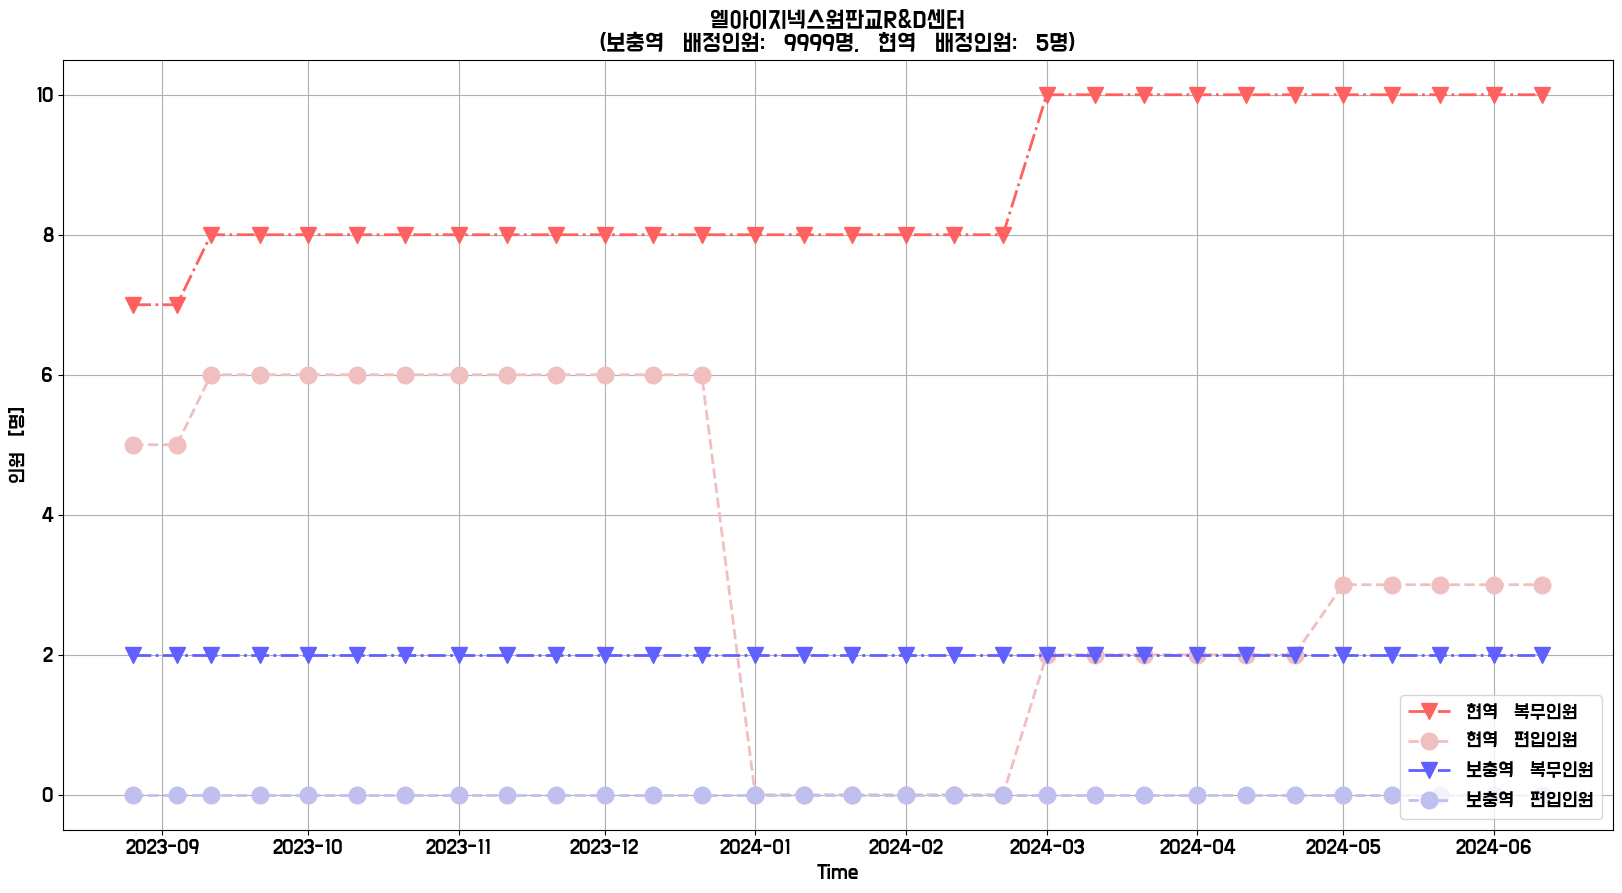 엘아이지넥스원판교R&D센터
(보충역 배정인원: 9999명, 현역 배정인원: 5명)
인원 [명]
10
8
6
4
2
0
2023-09
2023-10
2023-11
2023-12
2024-01
2024-02
2024-03
2024-04
2024-05
2024-06
Time
현역 복무인원
현역 편입인원
보충역 복무인원
보충역 편입인원